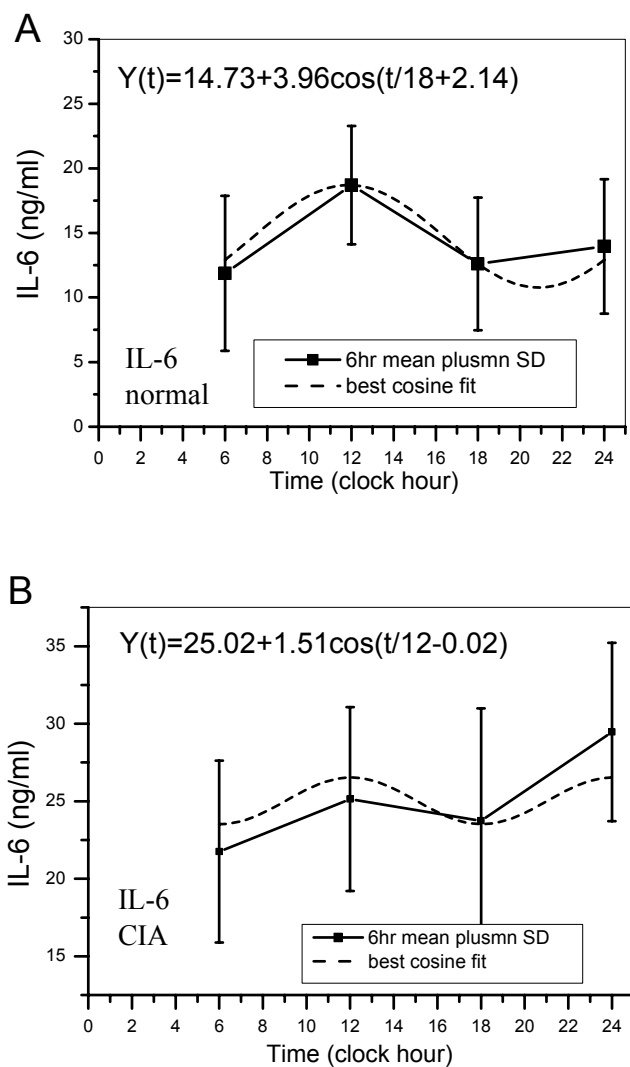 A
30
Y(t)=14.73+3.96cos(t/18+2.14)
25
20
15
10
5
0
IL-6 (ng/ml)
IL-6
normal
6hr mean plusmn SD
best cosine fit
0 2 4 6 8 10 12 14 16 18 20 22 24
Time (clock hour)
B
Y(t)=25.02+1.51cos(t/12-0.02)
35
30
25
20
15
IL-6 (ng/ml)
IL-6
CIA
6hr mean plusmn SD
best cosine fit
0 2 4 6 8 10 12 14 16 18 20 22 24
Time (clock hour)